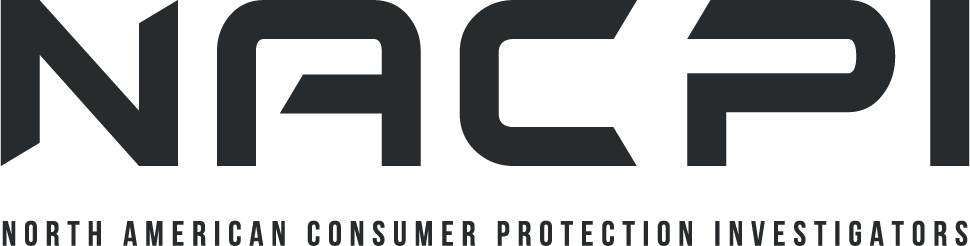 NACPI
NORTH AMERICAN CONSUMER PROTECTION INVESTIGATORS